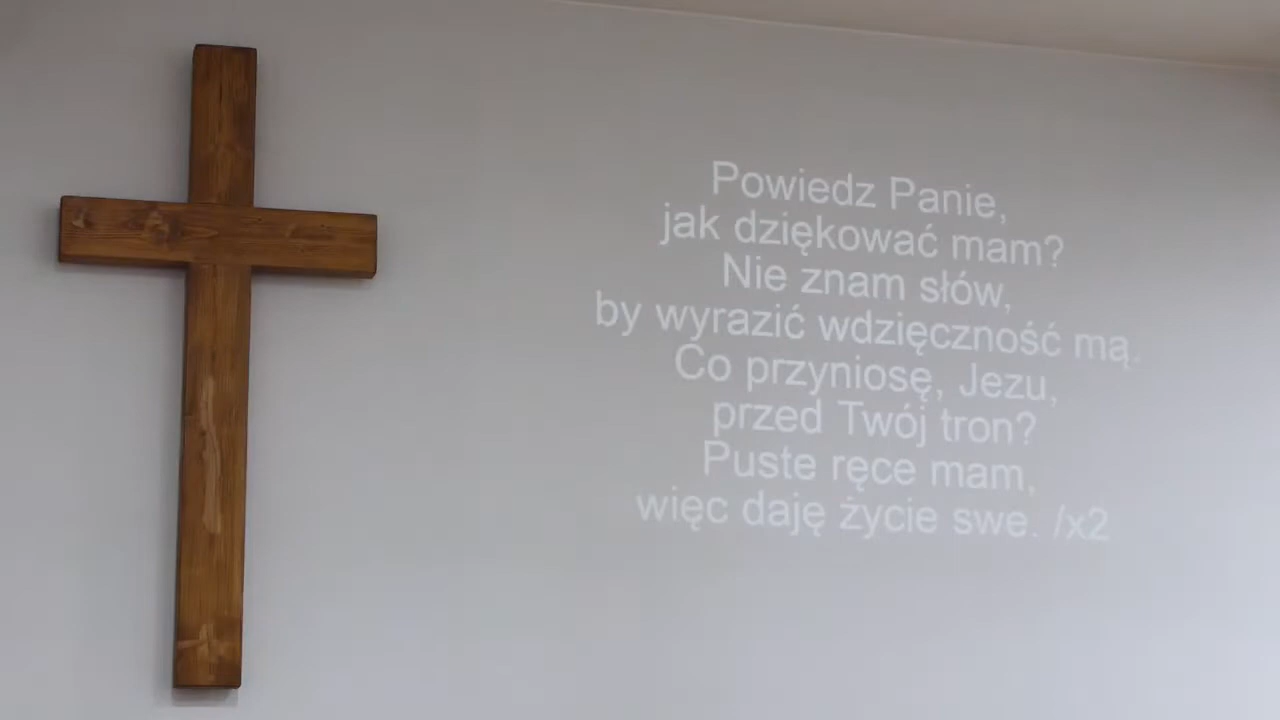 Powiedz Panie,
jak dziękować mam?
Nie znam słów,
by wyrazić wdzięczność mą.
Co przyniosę, Jezu,
przed Twój tron?
Puste ręce mam,
więc daję życie swe. /x2